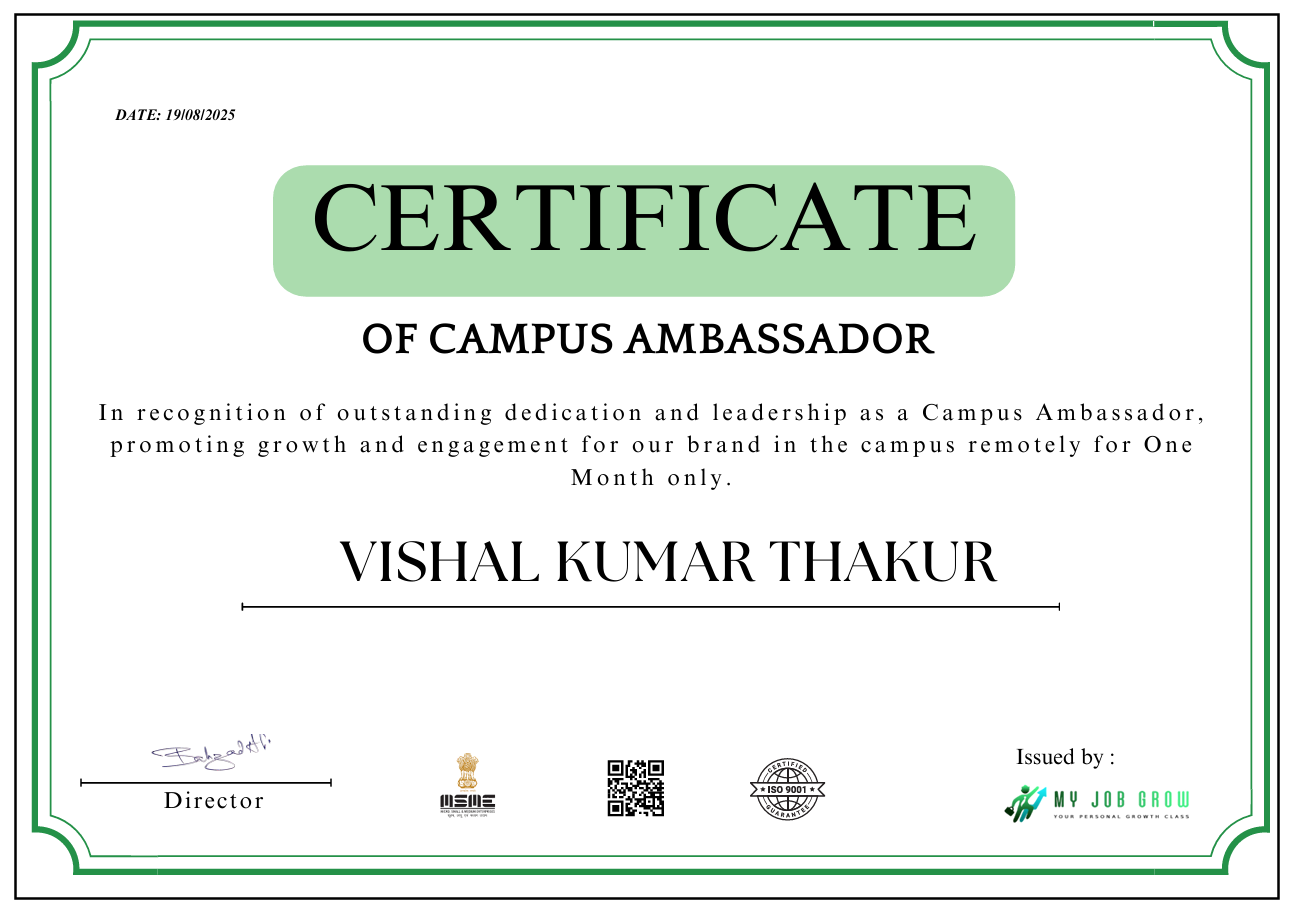 DATE: 19/08/2025
CERTIFICATE
OF CAMPUS AMBASSADOR
In recognition of outstanding dedication and leadership as a Campus Ambassador,
promoting growth and engagement for our brand in the campus remotely for One
Month only.
VISHAL KUMAR THAKUR
Director
MSME
CERTIFIED
ISO 9001
GUARANTEE
Issued by :
MY JOB GROW
YOUR PERSONAL GROWTH CLASS